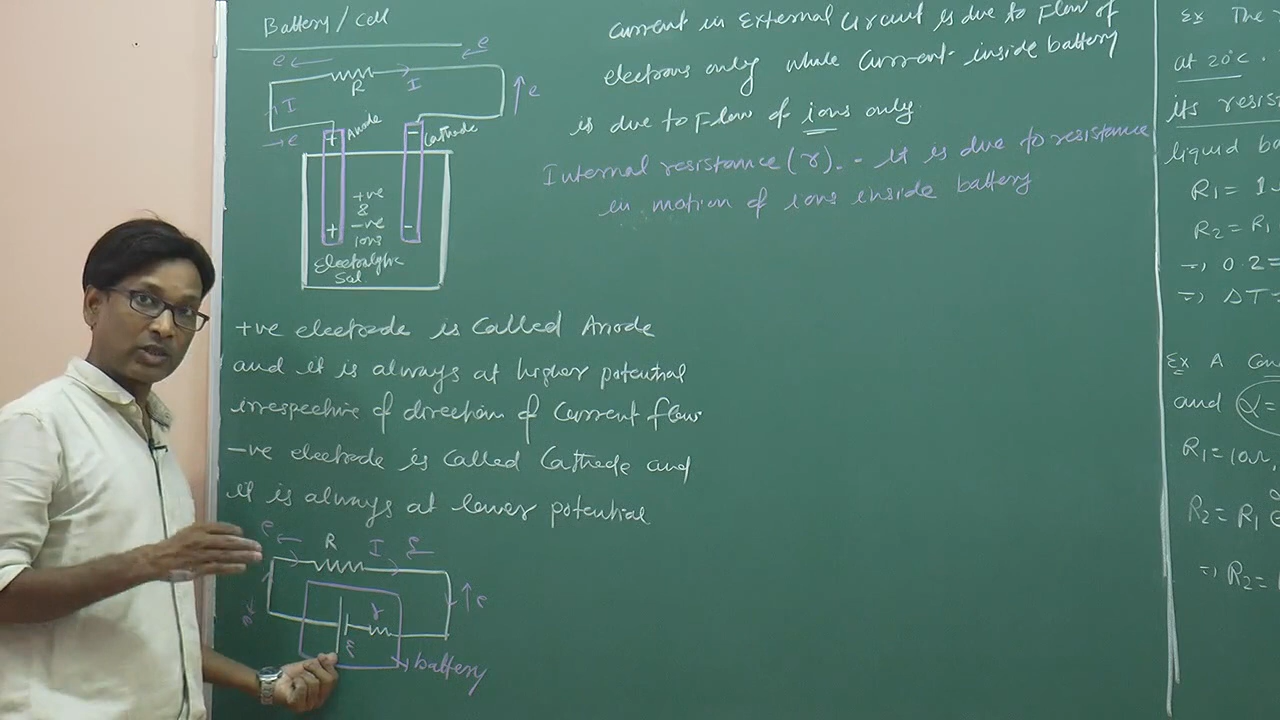 Battery / Cell
e
e
R
I
e
I
e
Anode
Cathode
+
−
+ve
&
−ve
ions
+
−
Electrolytic
Sol.
+ve electrode is called Anode
and it is always at higher potential
irrespective of direction of current flow
−ve electrode is called Cathode and
it is always at lower potential
e
R
I
e
e
e
r
ε
battery
current in External Circuit is due to Flow of
electrons only while Current inside battery
is due to Flow of ions only.
Internal resistance (r). - it is due to resistance
in motion of ions inside battery
Ex The
at 20°c.
its resis
liquid ba
R1 =
R2 = R1
⇒ 0.2 =
⇒ ΔT =
Ex A Con
and α =
R1 = 10Ω,
R2 = R1
⇒ R2 =